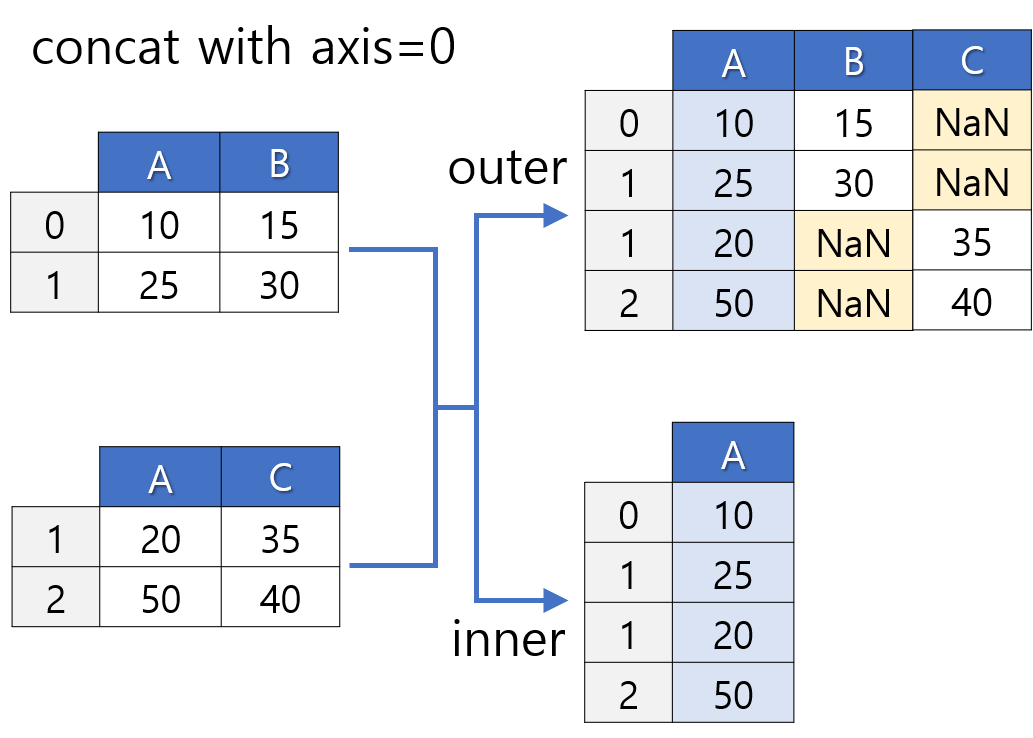 concat with axis=0
A B
0 10 15
1 25 30
A C
1 20 35
2 50 40
outer
A B C
0 10 15 NaN
1 25 30 NaN
1 20 NaN 35
2 50 NaN 40
inner
A
0 10
1 25
1 20
2 50